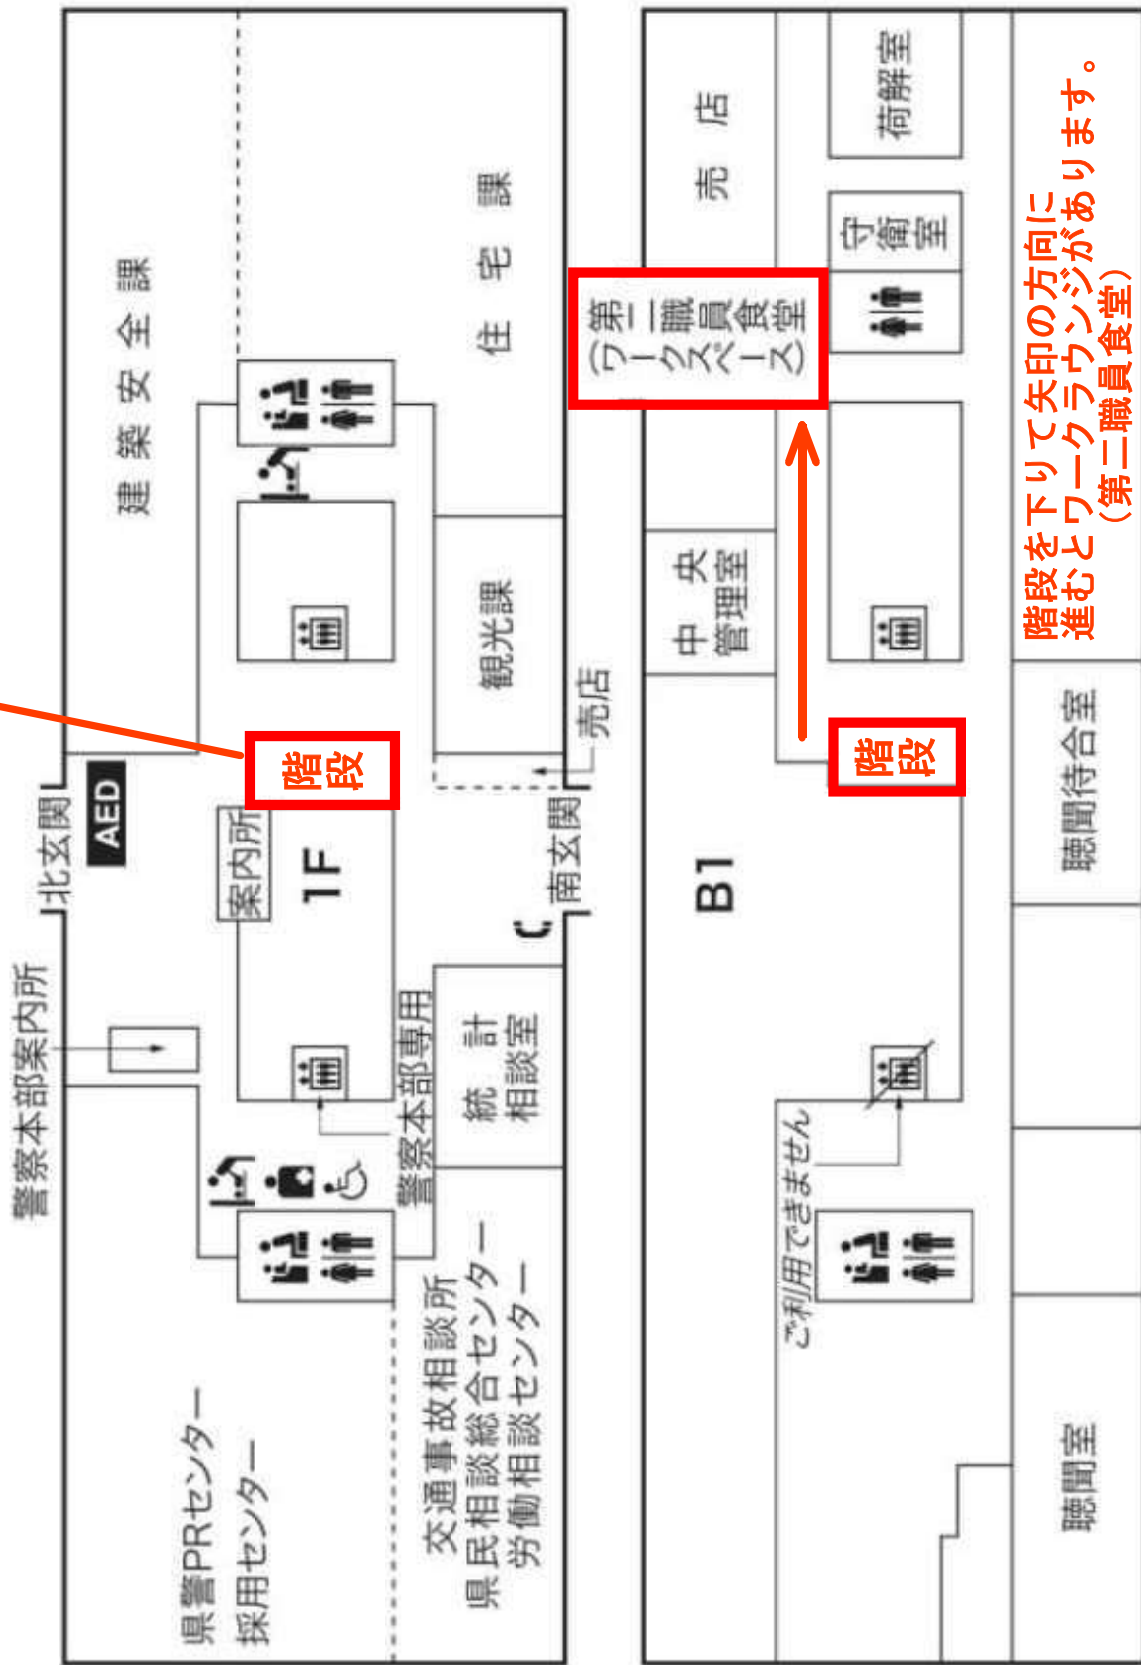 建築安全課
住宅課
北玄関
AED
階段
観光課
売店
案内所
1F
南玄関
警察本部案内所
警察本部専用
統計
相談室
県警PRセンター
採用センター
交通事故相談所
県民相談総合センター
労働相談センター
売店
荷解室
守衛室
第二職員食堂
(ワークスペース)
中央
管理室
階段
B1
階段を下りて矢印の方向に
進むとワークラウンジがあります。
(第二職員食堂)
聴聞待合室
ご利用できません
聴聞室